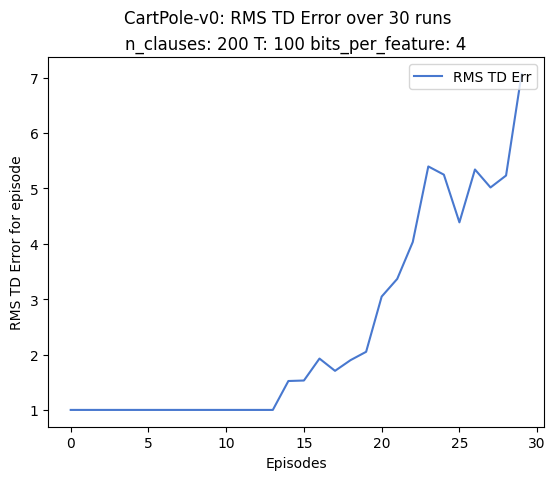 CartPole-v0: RMS TD Error over 30 runs
n_clauses: 200 T: 100 bits_per_feature: 4
RMS TD Err
RMS TD Error for episode
7
6
5
4
3
2
1
0 5 10 15 20 25 30
Episodes